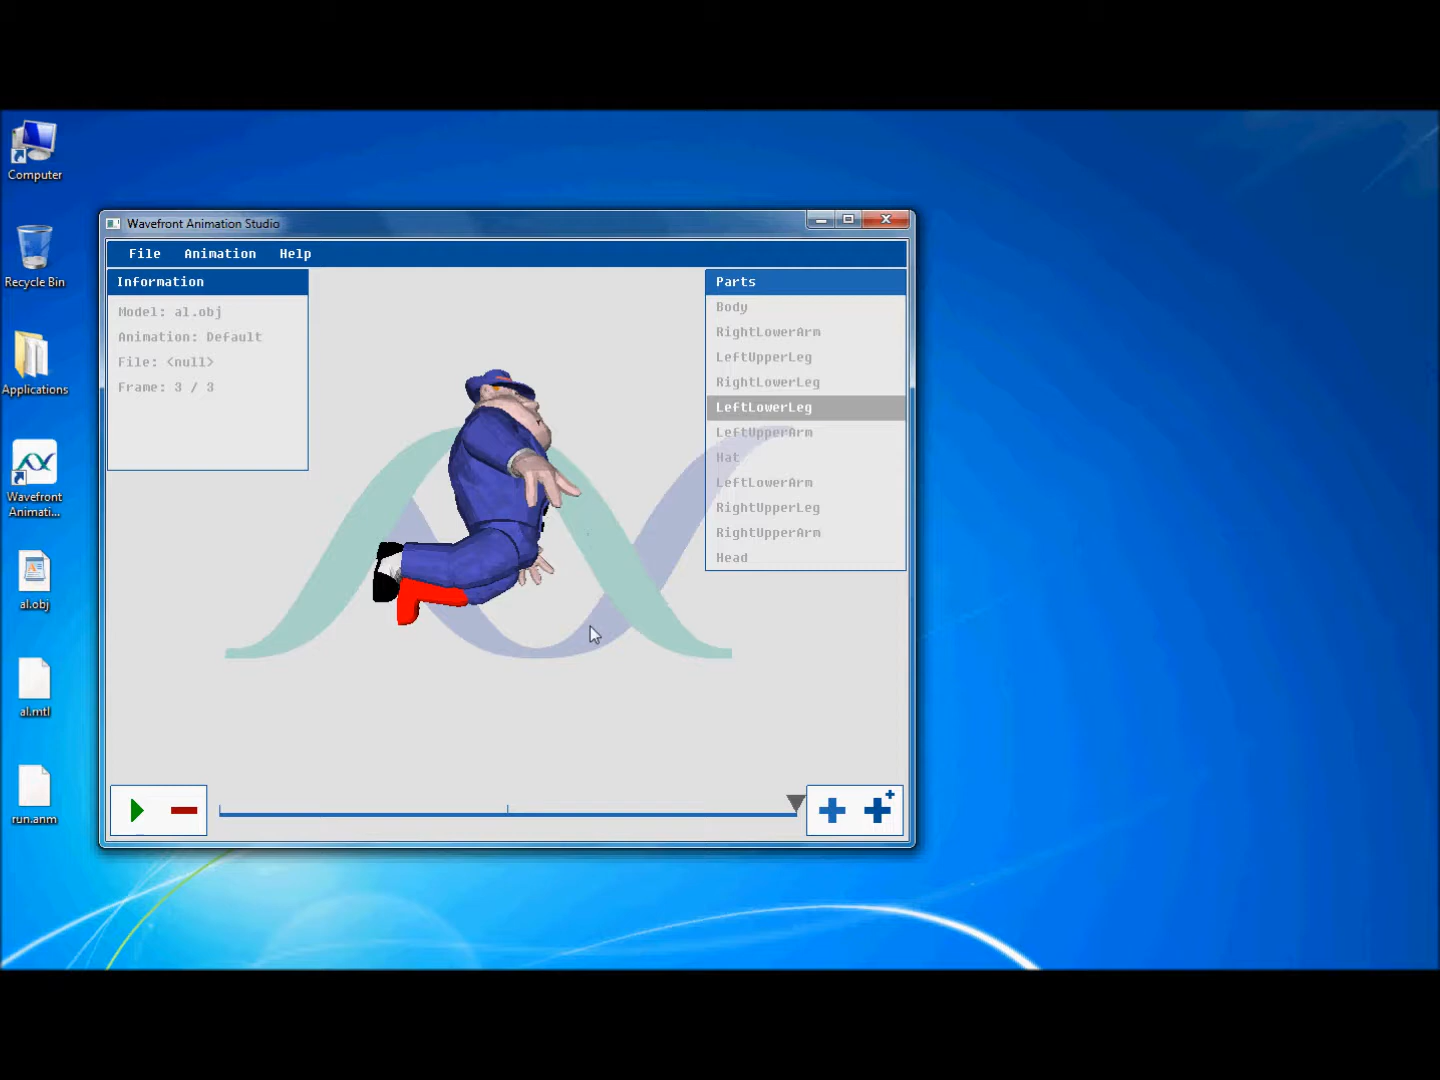 Computer
Recycle Bin
Applications
Wavefront
Animati...
al.obj
al.mtl
run.anm
Wavefront Animation Studio
File Animation Help
Information
Model: al.obj
Animation: Default
File: <null>
Frame: 3 / 3
Parts
Body
RightLowerArm
LeftUpperLeg
RightLowerLeg
LeftLowerLeg
LeftUpperArm
Hat
LeftLowerArm
RightUpperLeg
RightUpperArm
Head